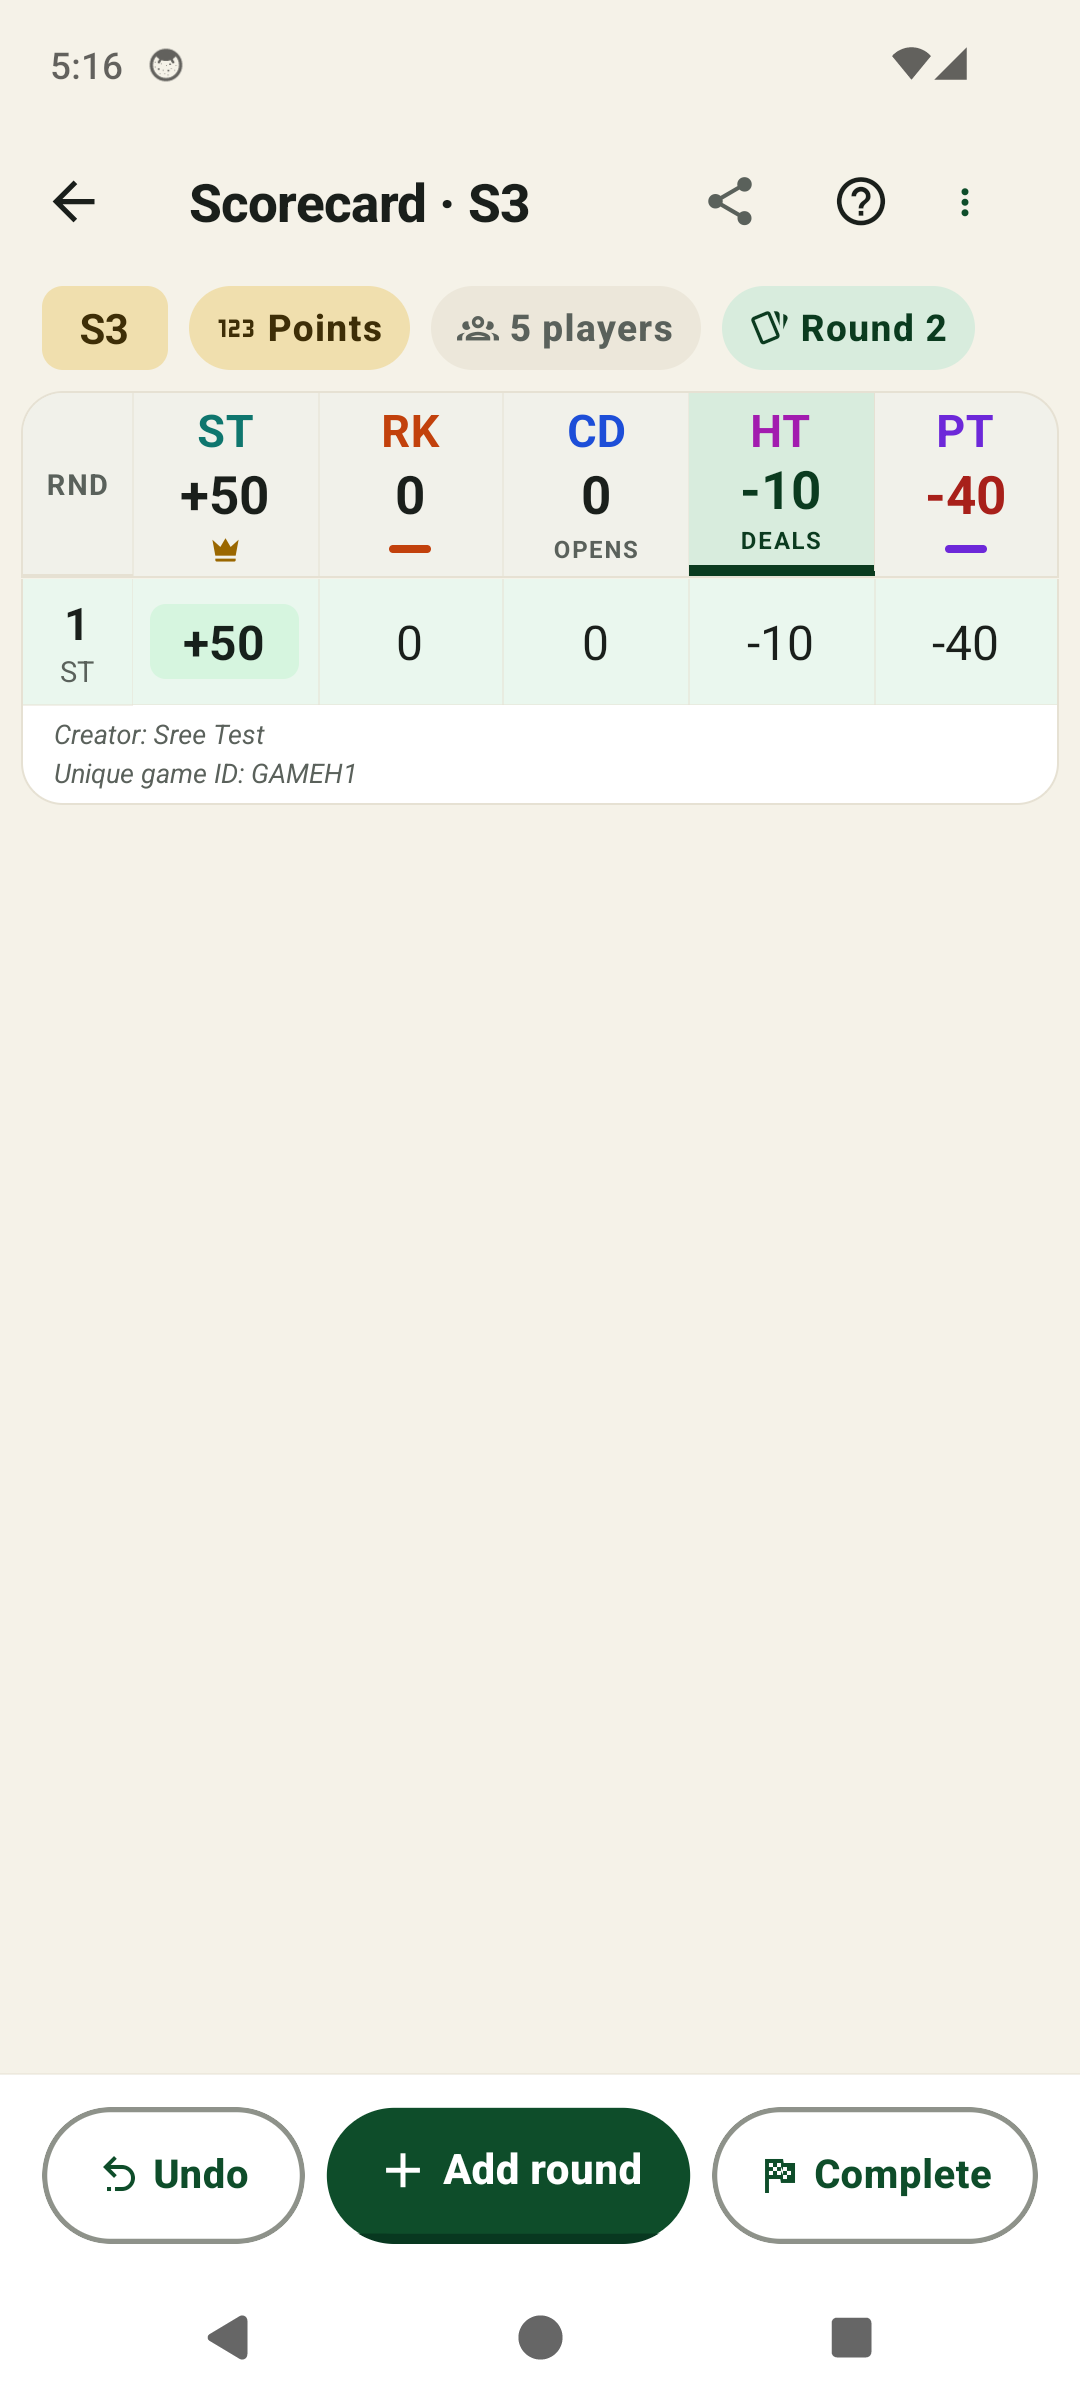 5:16
Scorecard · S3
S3
123 Points
5 players
Round 2
RND ST RK CD HT PT
+50 0 0 -10 -40
OPENS DEALS
1 +50 0 0 -10 -40
ST
Creator: Sree Test
Unique game ID: GAMEH1
Undo
Add round
Complete